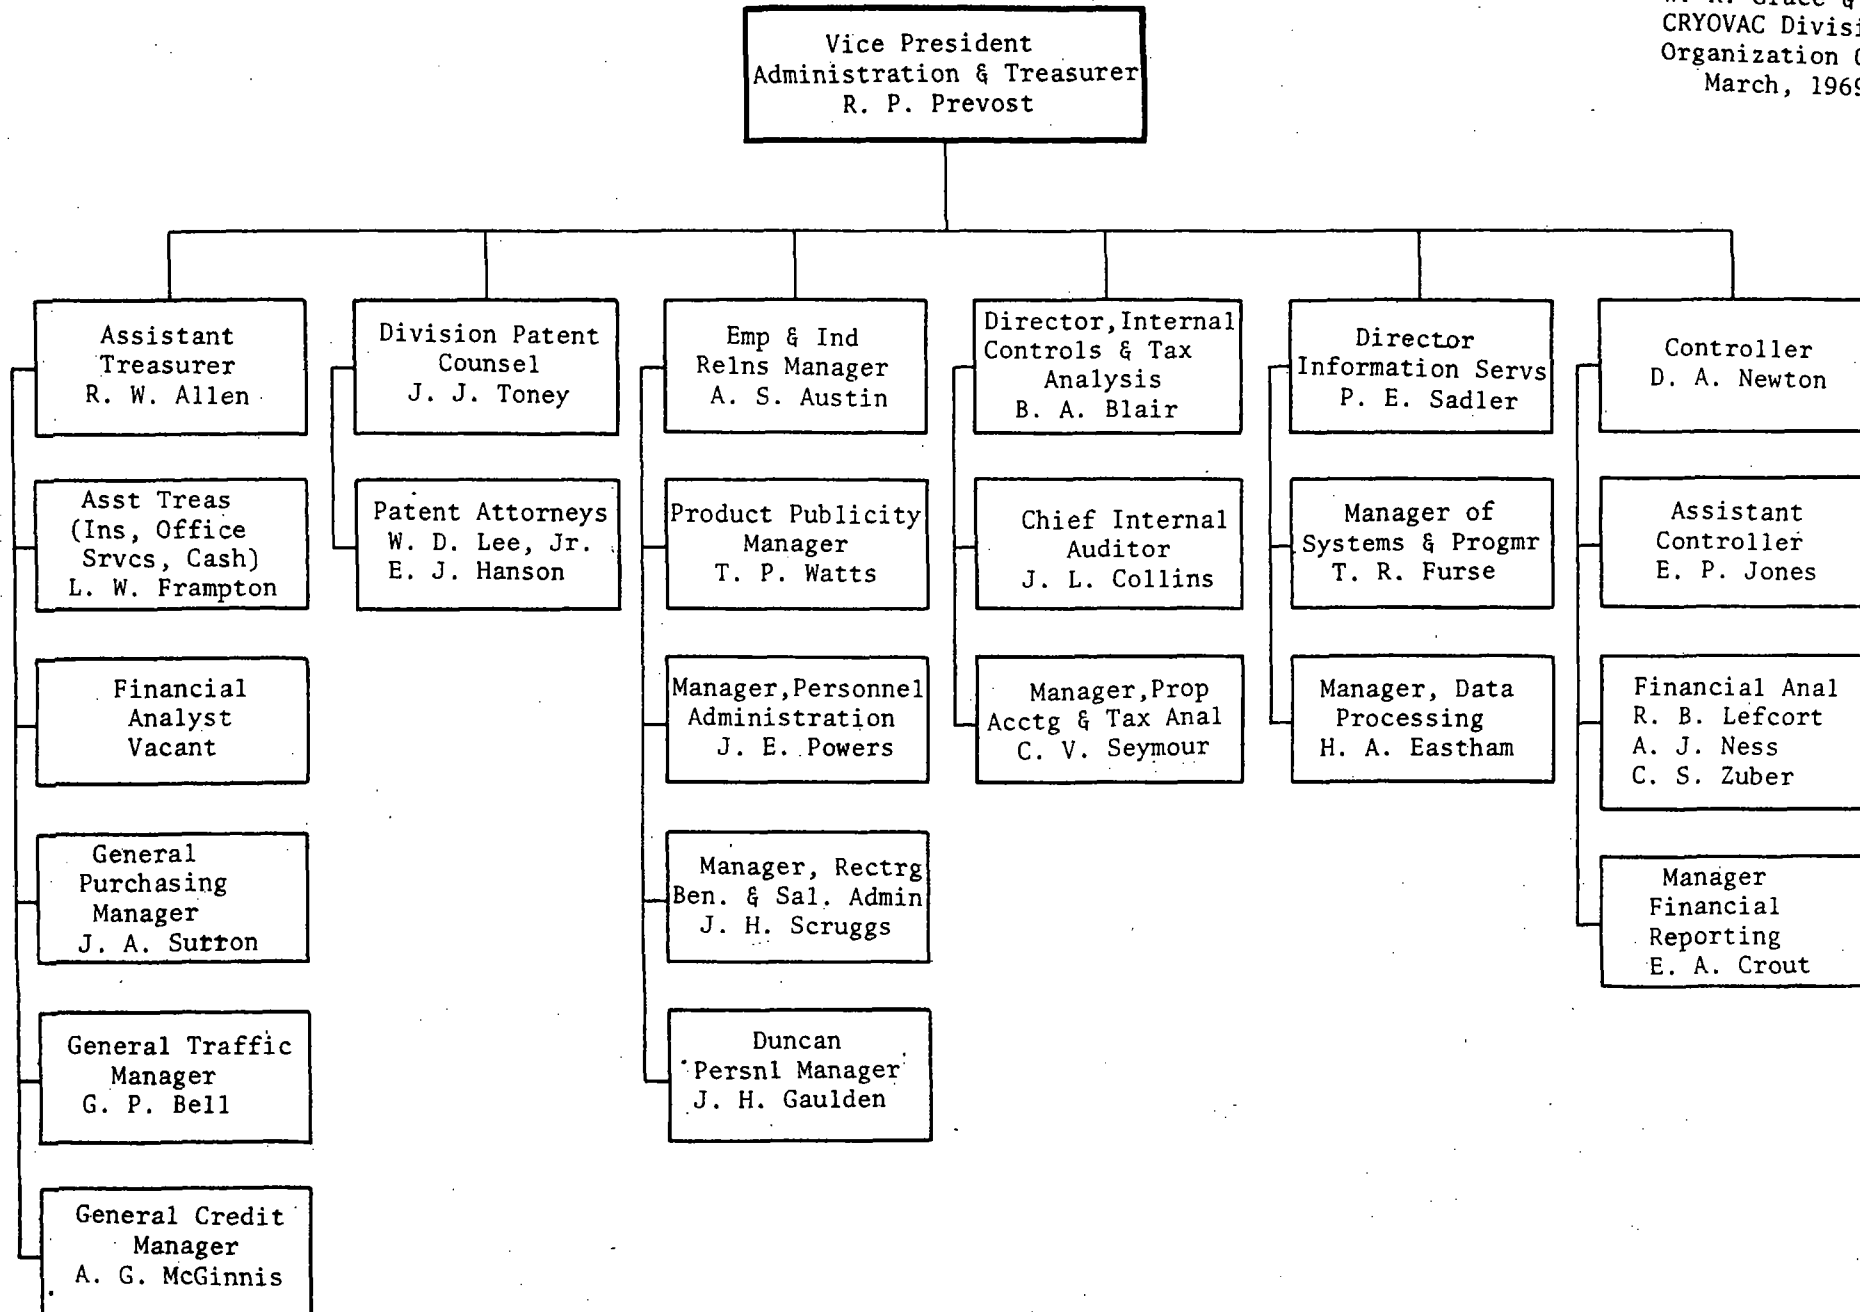 CRYOVAC
Organization
March, 1969
Vice President
Administration & Treasurer
R. P. Prevost
Assistant
Treasurer
R. W. Allen
Asst Treas
(Ins, Office
Srvcs, Cash)
L. W. Frampton
Financial
Analyst
Vacant
General
Purchasing
Manager
J. A. Sutton
General Traffic
Manager
G. P. Bell
General Credit
Manager
A. G. McGinnis
Division Patent
Counsel
J. J. Toney
Patent Attorneys
W. D. Lee, Jr.
E. J. Hanson
Emp & Ind
Relns Manager
A. S. Austin
Product Publicity
Manager
T. P. Watts
Manager, Personnel
Administration
J. E. Powers
Manager, Rectrg
Ben. & Sal. Admin
J. H. Scruggs
Duncan
Persnl Manager
J. H. Gaulden
Director, Internal
Controls & Tax
Analysis
B. A. Blair
Chief Internal
Auditor
J. L. Collins
Manager, Prop
Acctg & Tax Anal
C. V. Seymour
Director
Information Servs
P. E. Sadler
Manager of
Systems & Progmr
T. R. Furse
Manager, Data
Processing
H. A. Eastham
Controller
D. A. Newton
Assistant
Controller
E. P. Jones
Financial Anal
R. B. Lefcort
A. J. Ness
C. S. Zuber
Manager
Financial
Reporting
E. A. Crout